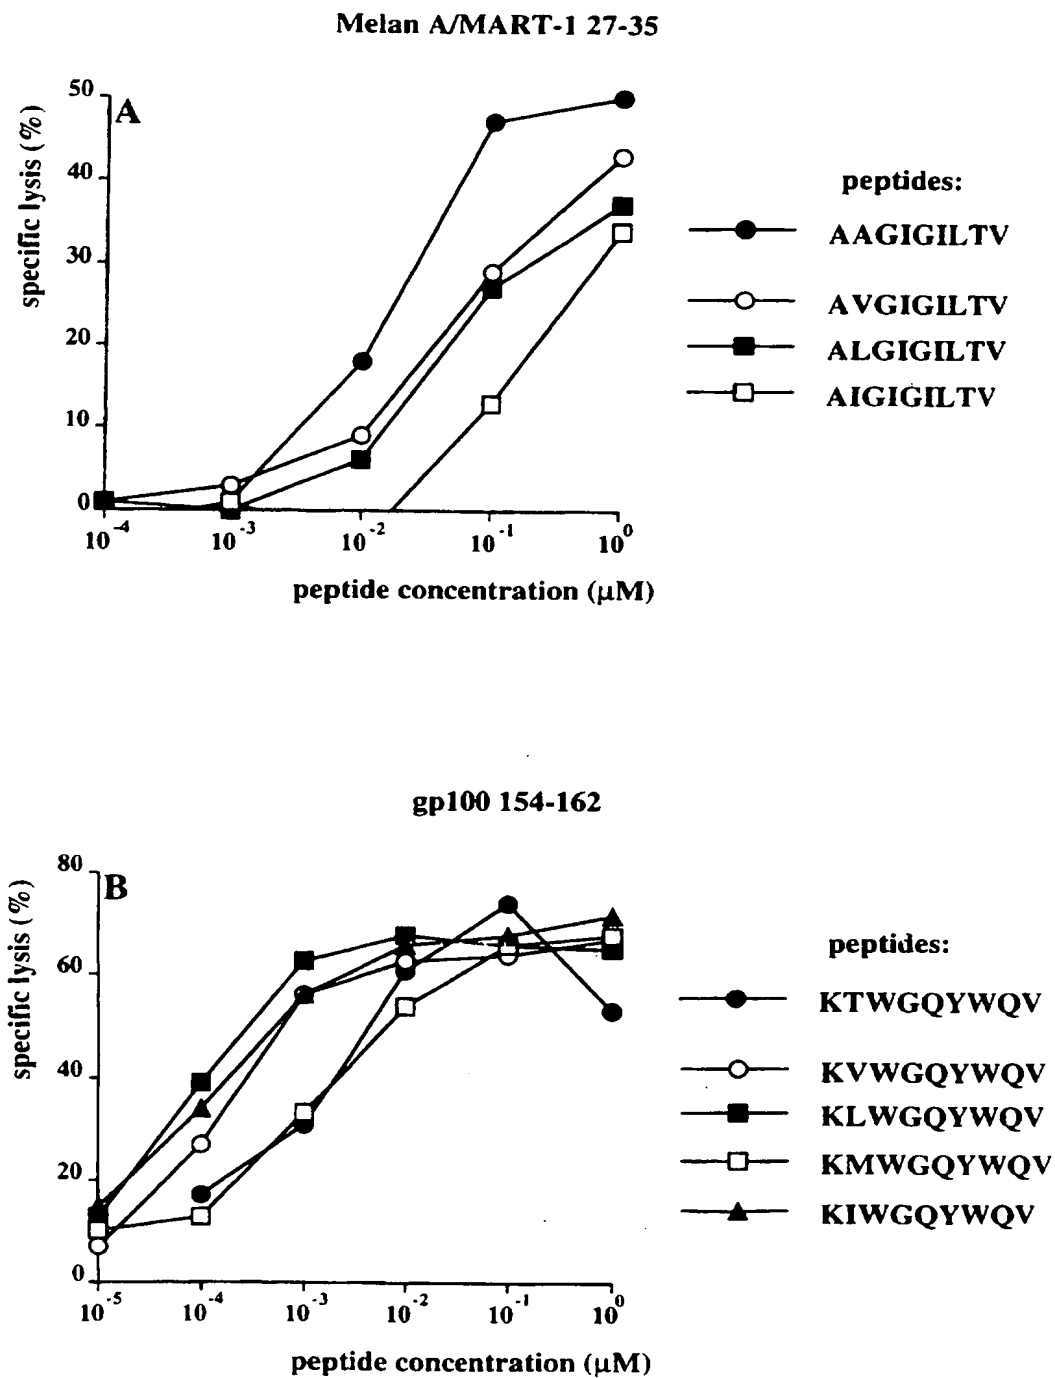 Melan A/MART-1 27-35
A
specific lysis (%)
50
40
30
20
10
0
10^-4 10^-3 10^-2 10^-1 10^0
peptide concentration (µM)
peptides:
AAGIGILTV
AVGIGILTV
ALGIGILTV
AIGIGILTV
gp100 154-162
B
specific lysis (%)
80
60
40
20
0
10^-5 10^-4 10^-3 10^-2 10^-1 10^0
peptide concentration (µM)
peptides:
KTWGQYWQV
KVWGQYWQV
KLWGQYWQV
KMWGQYWQV
KIWGQYWQV